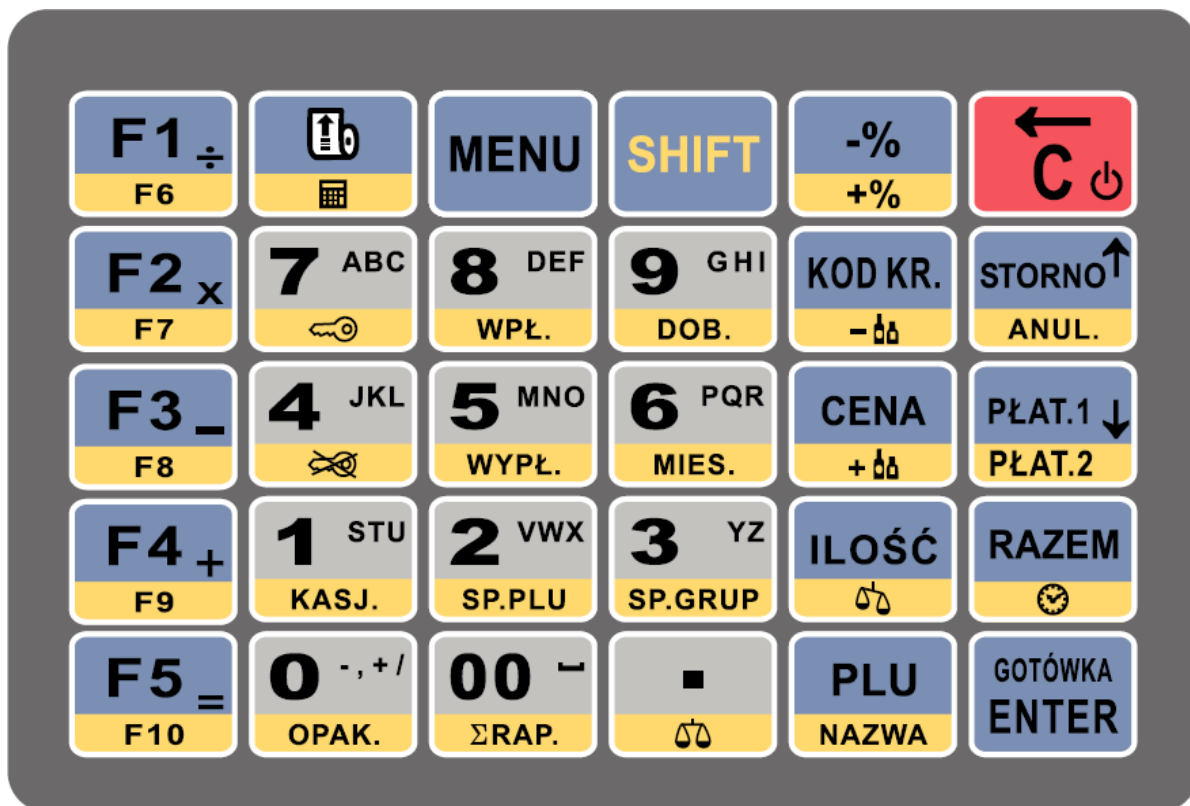 F1 ÷
F6
MENU
SHIFT
-%
+%
C
F2 x
F7
7 ABC
8 DEF
WPŁ.
9 GHI
DOB.
KOD KR.
–
STORNO
ANUL.
F3 –
F8
4 JKL
5 MNO
WYPŁ.
6 PQR
MIES.
CENA
+
PŁAT.1
PŁAT.2
F4 +
F9
1 STU
KASJ.
2 VWX
SP.PLU
3 YZ
SP.GRUP
ILOŚĆ
RAZEM
F5 =
F10
0 - , + /
OPAK.
00
ΣRAP.
.
PLU
NAZWA
GOTÓWKA
ENTER